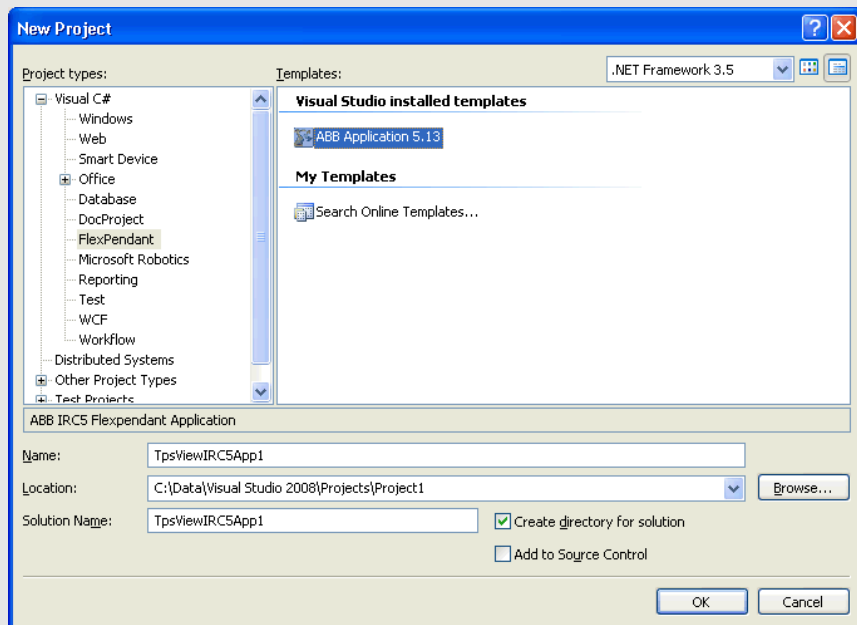 New Project
Project types:
Templates:
.NET Framework 3.5
Visual C#
Windows
Web
Smart Device
Office
Database
DocProject
FlexPendant
Microsoft Robotics
Reporting
Test
WCF
Workflow
Distributed Systems
Other Project Types
Test Projects
Visual Studio installed templates
ABB Application 5.13
My Templates
Search Online Templates...
ABB IRC5 Flexpendant Application
Name:
TpsViewIRC5App1
Location:
C:\Data\Visual Studio 2008\Projects\Project1
Browse...
Solution Name:
TpsViewIRC5App1
Create directory for solution
Add to Source Control
OK
Cancel